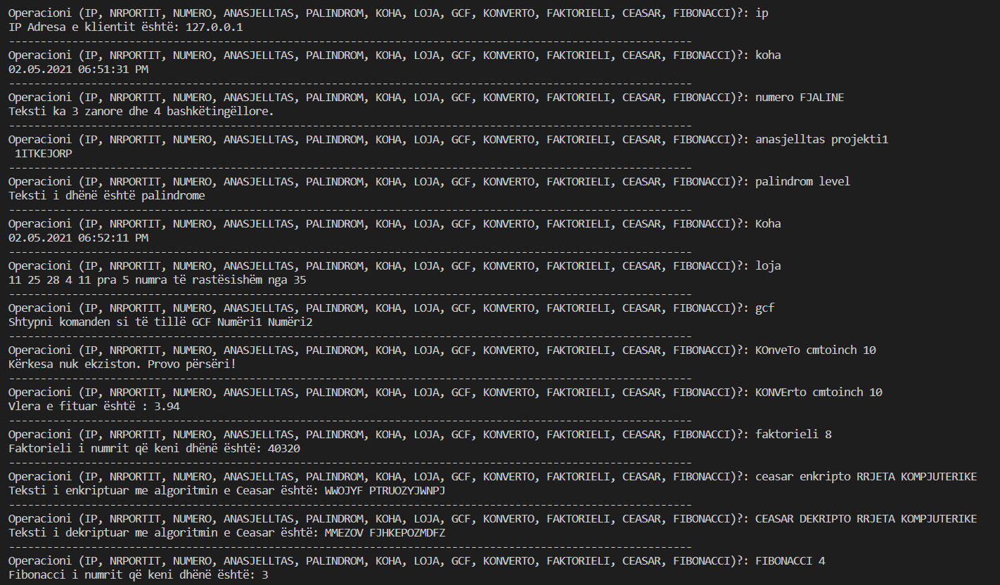 Operacioni (IP, NRPORTIT, NUMERO, ANASJELLTAS, PALINDROM, KOHA, LOJA, GCF, KONVERTO, FAKTORIELI, CEASAR, FIBONACCI)?: ip
IP Adresa e klientit është: 127.0.0.1
------------------------------------------------------------------------------------------------------------
Operacioni (IP, NRPORTIT, NUMERO, ANASJELLTAS, PALINDROM, KOHA, LOJA, GCF, KONVERTO, FAKTORIELI, CEASAR, FIBONACCI)?: koha
02.05.2021 06:51:31 PM
------------------------------------------------------------------------------------------------------------
Operacioni (IP, NRPORTIT, NUMERO, ANASJELLTAS, PALINDROM, KOHA, LOJA, GCF, KONVERTO, FAKTORIELI, CEASAR, FIBONACCI)?: numero FJALINE
Teksti ka 3 zanore dhe 4 bashkëtingëllore.
------------------------------------------------------------------------------------------------------------
Operacioni (IP, NRPORTIT, NUMERO, ANASJELLTAS, PALINDROM, KOHA, LOJA, GCF, KONVERTO, FAKTORIELI, CEASAR, FIBONACCI)?: anasjelltas projekti1
 1ITKEJORP
------------------------------------------------------------------------------------------------------------
Operacioni (IP, NRPORTIT, NUMERO, ANASJELLTAS, PALINDROM, KOHA, LOJA, GCF, KONVERTO, FAKTORIELI, CEASAR, FIBONACCI)?: palindrom level
Teksti i dhënë është palindrome
------------------------------------------------------------------------------------------------------------
Operacioni (IP, NRPORTIT, NUMERO, ANASJELLTAS, PALINDROM, KOHA, LOJA, GCF, KONVERTO, FAKTORIELI, CEASAR, FIBONACCI)?: Koha
02.05.2021 06:52:11 PM
------------------------------------------------------------------------------------------------------------
Operacioni (IP, NRPORTIT, NUMERO, ANASJELLTAS, PALINDROM, KOHA, LOJA, GCF, KONVERTO, FAKTORIELI, CEASAR, FIBONACCI)?: loja
11 25 28 4 11 pra 5 numra të rastësishëm nga 35
------------------------------------------------------------------------------------------------------------
Operacioni (IP, NRPORTIT, NUMERO, ANASJELLTAS, PALINDROM, KOHA, LOJA, GCF, KONVERTO, FAKTORIELI, CEASAR, FIBONACCI)?: gcf
Shtypni komanden si të tillë GCF Numëri1 Numëri2
------------------------------------------------------------------------------------------------------------
Operacioni (IP, NRPORTIT, NUMERO, ANASJELLTAS, PALINDROM, KOHA, LOJA, GCF, KONVERTO, FAKTORIELI, CEASAR, FIBONACCI)?: KOnveTo cmtoinch 10
Kërkesa nuk ekziston. Provo përsëri!
------------------------------------------------------------------------------------------------------------
Operacioni (IP, NRPORTIT, NUMERO, ANASJELLTAS, PALINDROM, KOHA, LOJA, GCF, KONVERTO, FAKTORIELI, CEASAR, FIBONACCI)?: KONVErto cmtoinch 10
Vlera e fituar është : 3.94
------------------------------------------------------------------------------------------------------------
Operacioni (IP, NRPORTIT, NUMERO, ANASJELLTAS, PALINDROM, KOHA, LOJA, GCF, KONVERTO, FAKTORIELI, CEASAR, FIBONACCI)?: faktorieli 8
Faktorieli i numrit që keni dhënë është: 40320
------------------------------------------------------------------------------------------------------------
Operacioni (IP, NRPORTIT, NUMERO, ANASJELLTAS, PALINDROM, KOHA, LOJA, GCF, KONVERTO, FAKTORIELI, CEASAR, FIBONACCI)?: ceasar enkripto RRJETA KOMPJUTERIKE
Teksti i enkriptuar me algoritmin e Ceasar është: WWOJYF PTRUOZYJWNPJ
------------------------------------------------------------------------------------------------------------
Operacioni (IP, NRPORTIT, NUMERO, ANASJELLTAS, PALINDROM, KOHA, LOJA, GCF, KONVERTO, FAKTORIELI, CEASAR, FIBONACCI)?: CEASAR DEKRIPTO RRJETA KOMPJUTERIKE
Teksti i dekriptuar me algoritmin e Ceasar është: MMEZOV FJHKEPOZMDFZ
------------------------------------------------------------------------------------------------------------
Operacioni (IP, NRPORTIT, NUMERO, ANASJELLTAS, PALINDROM, KOHA, LOJA, GCF, KONVERTO, FAKTORIELI, CEASAR, FIBONACCI)?: FIBONACCI 4
Fibonacci i numrit që keni dhënë është: 3